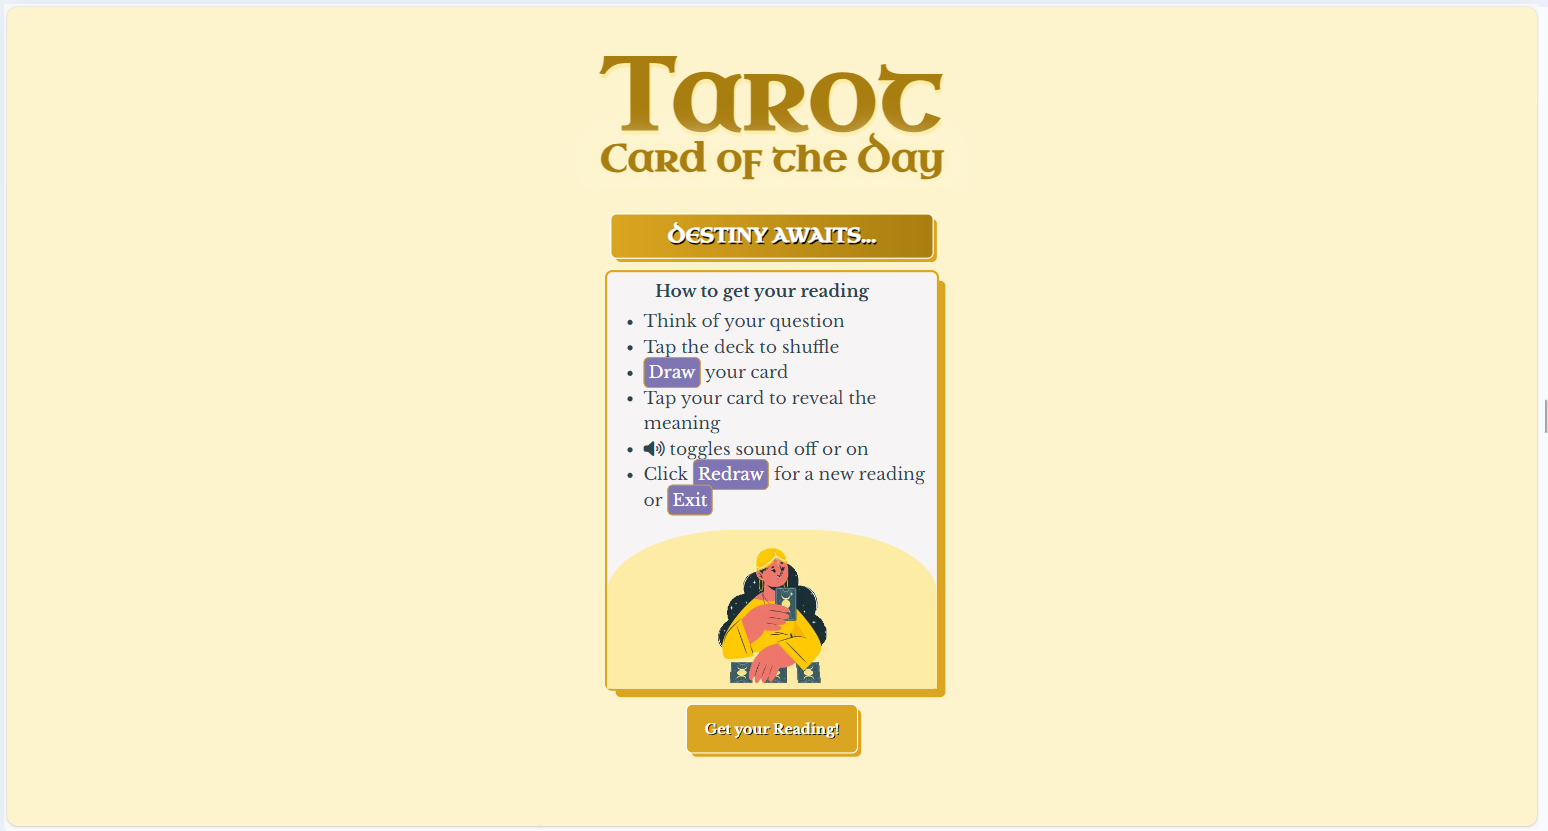 Tarot
Card of the Day
DESTINY AWAITS...
How to get your reading
Think of your question
Tap the deck to shuffle
Draw your card
Tap your card to reveal the
meaning
toggles sound off or on
Click Redraw for a new reading
or Exit
Get your Reading!